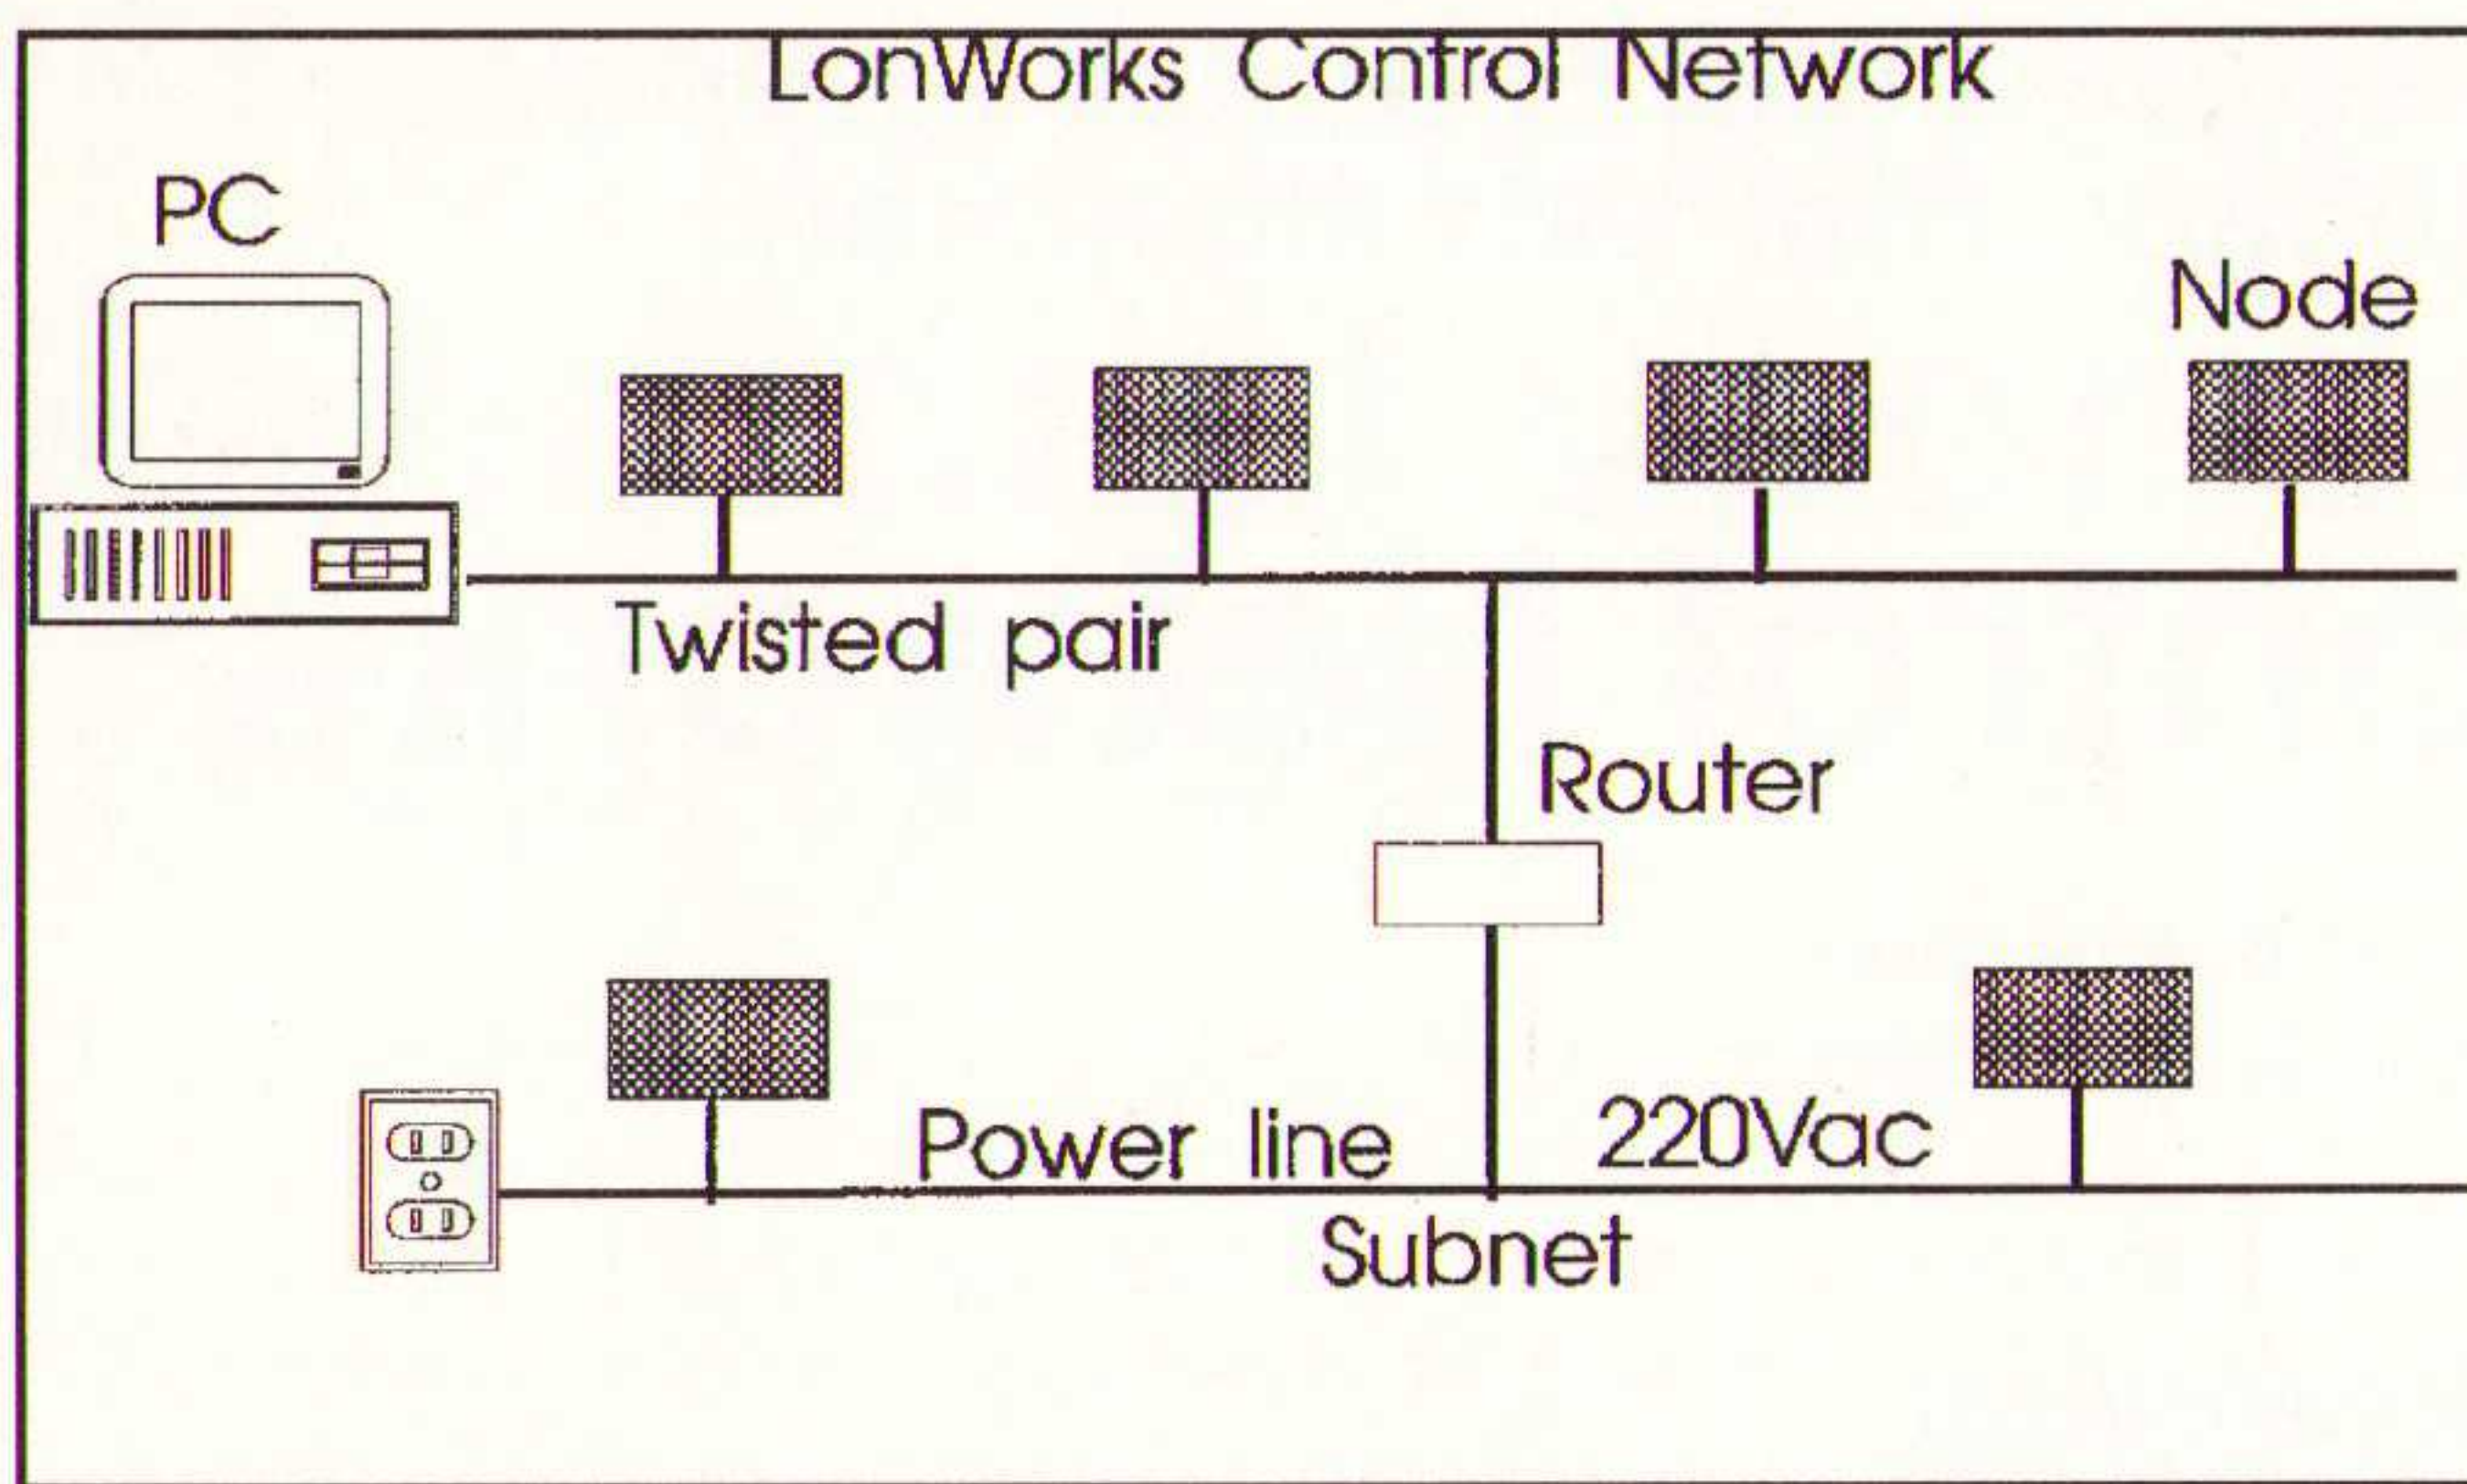 LonWorks Control Network
PC
Node
Twisted pair
Router
Power line
220Vac
Subnet